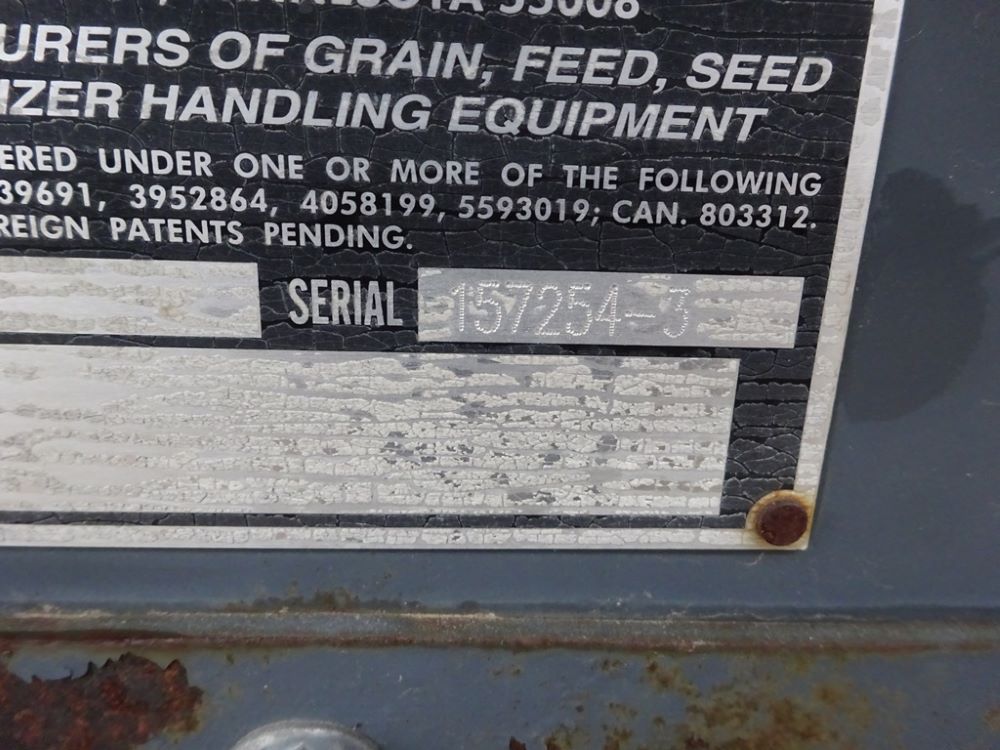 55008
URERS OF GRAIN, FEED, SEED
IZER HANDLING EQUIPMENT
ERED UNDER ONE OR MORE OF THE FOLLOWING
39691, 3952864, 4058199, 5593019; CAN. 803312.
REIGN PATENTS PENDING.
SERIAL 157254-3